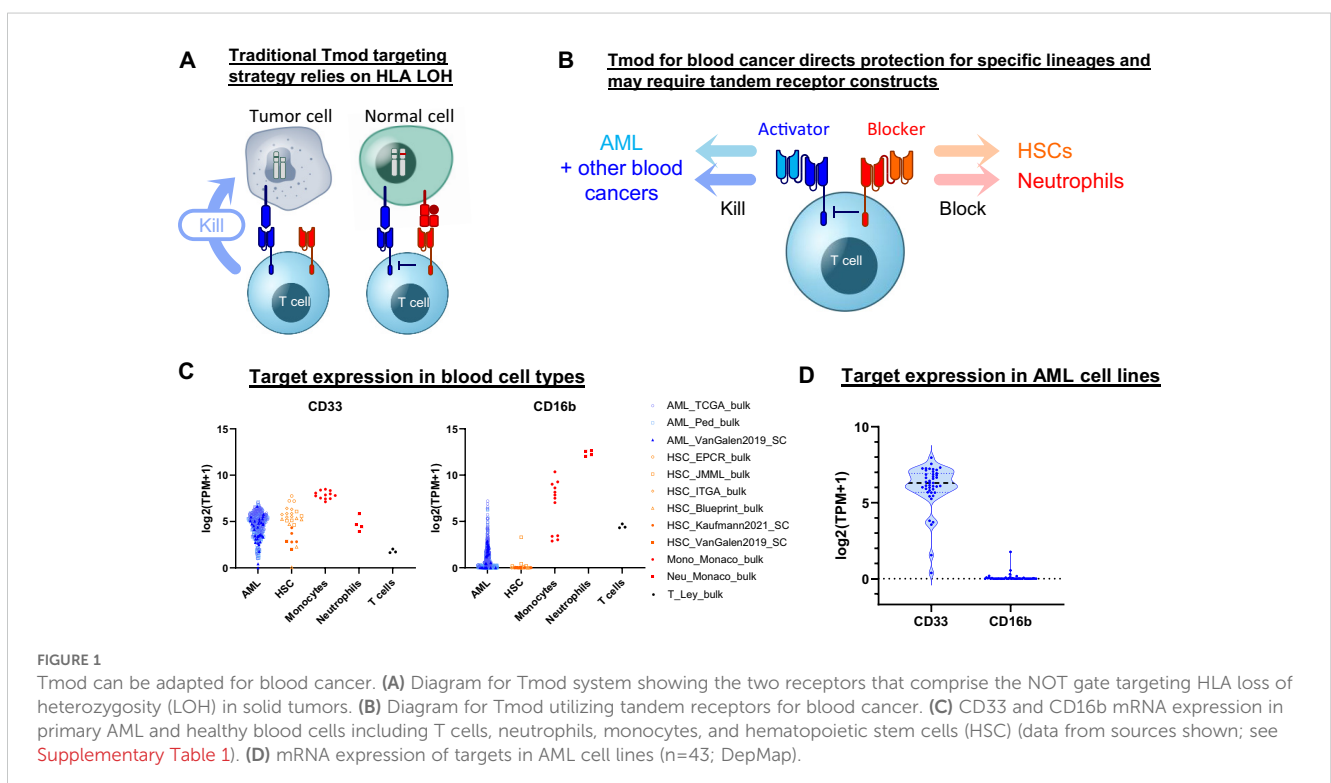 A
Traditional Tmod targeting
strategy relies on HLA LOH
Tumor cell
Normal cell
Kill
T cell
T cell
B
Tmod for blood cancer directs protection for specific lineages and
may require tandem receptor constructs
AML
+ other blood
cancers
Activator
Blocker
Kill
Block
HSCs
Neutrophils
T cell
C
Target expression in blood cell types
CD33
log2(TPM+1)
15
10
5
0
AML
HSC
Monocytes
Neutrophils
T cells
CD16b
log2(TPM+1)
15
10
5
0
AML
HSC
Monocytes
Neutrophils
T cells
AML_TCGA_bulk
AML_Ped_bulk
AML_VanGalen2019_SC
HSC_EPCR_bulk
HSC_JMML_bulk
HSC_ITGA_bulk
HSC_Blueprint_bulk
HSC_Kaufmann2021_SC
HSC_VanGalen2019_SC
Mono_Monaco_bulk
Neu_Monaco_bulk
T_Ley_bulk
D
Target expression in AML cell lines
log2(TPM+1)
10
5
0
CD33
CD16b
FIGURE 1
Tmod can be adapted for blood cancer. (A) Diagram for Tmod system showing the two receptors that comprise the NOT gate targeting HLA loss of
heterozygosity (LOH) in solid tumors. (B) Diagram for Tmod utilizing tandem receptors for blood cancer. (C) CD33 and CD16b mRNA expression in
primary AML and healthy blood cells including T cells, neutrophils, monocytes, and hematopoietic stem cells (HSC) (data from sources shown; see
Supplementary Table 1). (D) mRNA expression of targets in AML cell lines (n=43; DepMap).